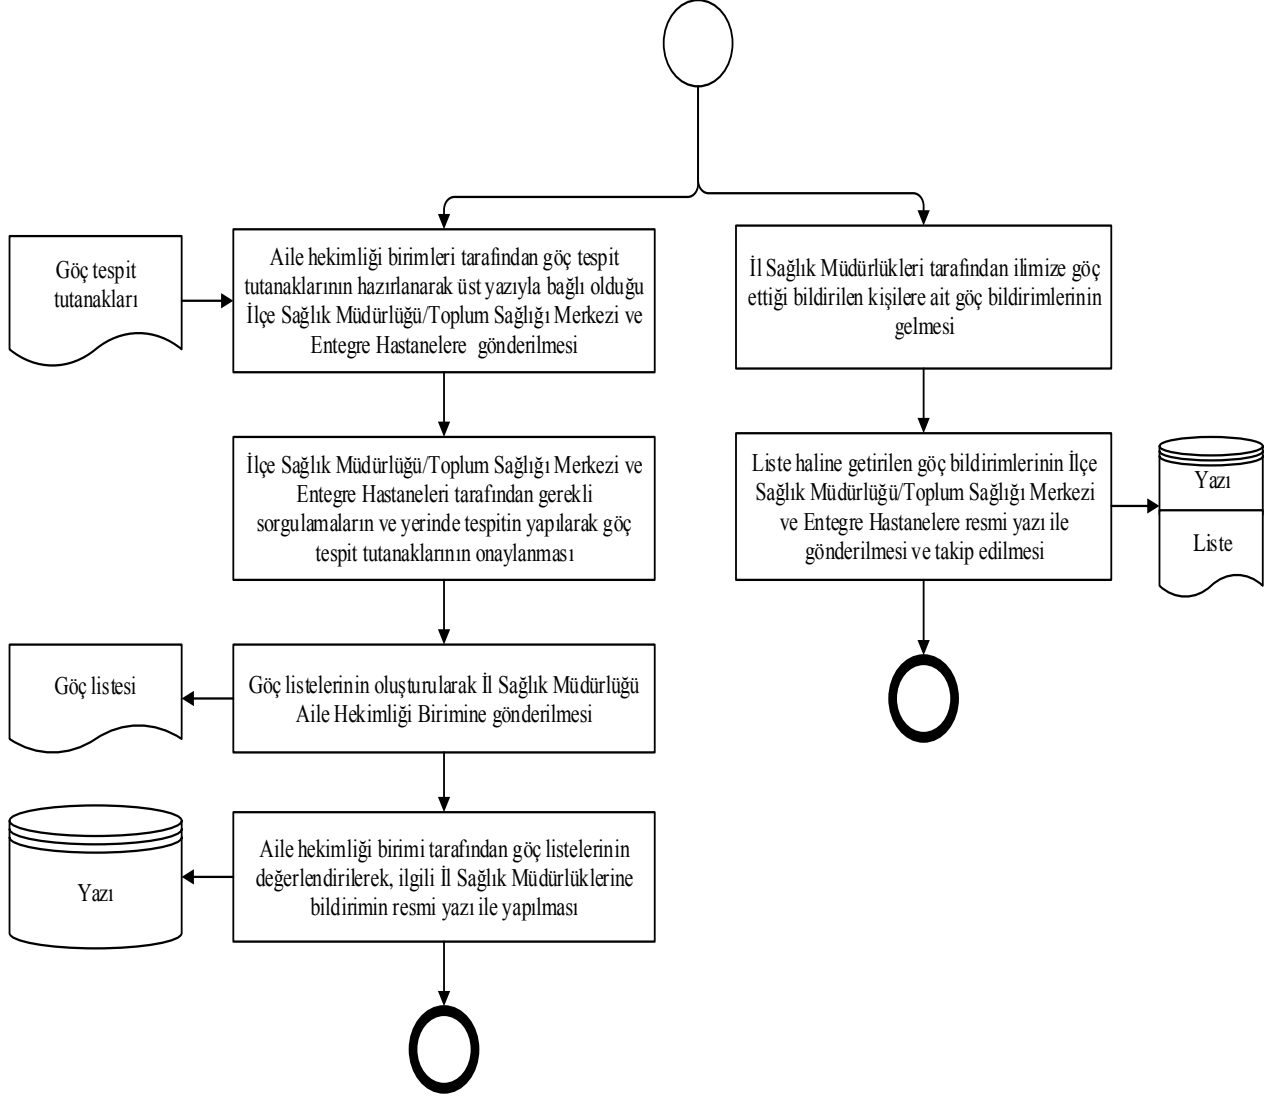 Göç tespit
tutanakları
Aile hekimliği birimleri tarafından göç tespit
tutanaklarının hazırlanarak üst yazıyla bağlı olduğu
İlçe Sağlık Müdürlüğü/Toplum Sağlığı Merkezi ve
Entegre Hastanelere gönderilmesi
İlçe Sağlık Müdürlüğü/Toplum Sağlığı Merkezi ve
Entegre Hastaneleri tarafından gerekli
sorgulamaların ve yerinde tespitin yapılarak göç
tespit tutanaklarının onaylanması
Göç listesi
Göç listelerinin oluşturularak İl Sağlık Müdürlüğü
Aile Hekimliği Birimine gönderilmesi
Yazı
Aile hekimliği birimi tarafından göç listelerinin
değerlendirilerek, ilgili İl Sağlık Müdürlüklerine
bildirimin resmi yazı ile yapılması
İl Sağlık Müdürlükleri tarafından ilimize göç
ettiği bildirilen kişilere ait göç bildirimlerinin
gelmesi
Liste haline getirilen göç bildirimlerinin İlçe
Sağlık Müdürlüğü/Toplum Sağlığı Merkezi
ve Entegre Hastanelere resmi yazı ile
gönderilmesi ve takip edilmesi
Yazı
Liste